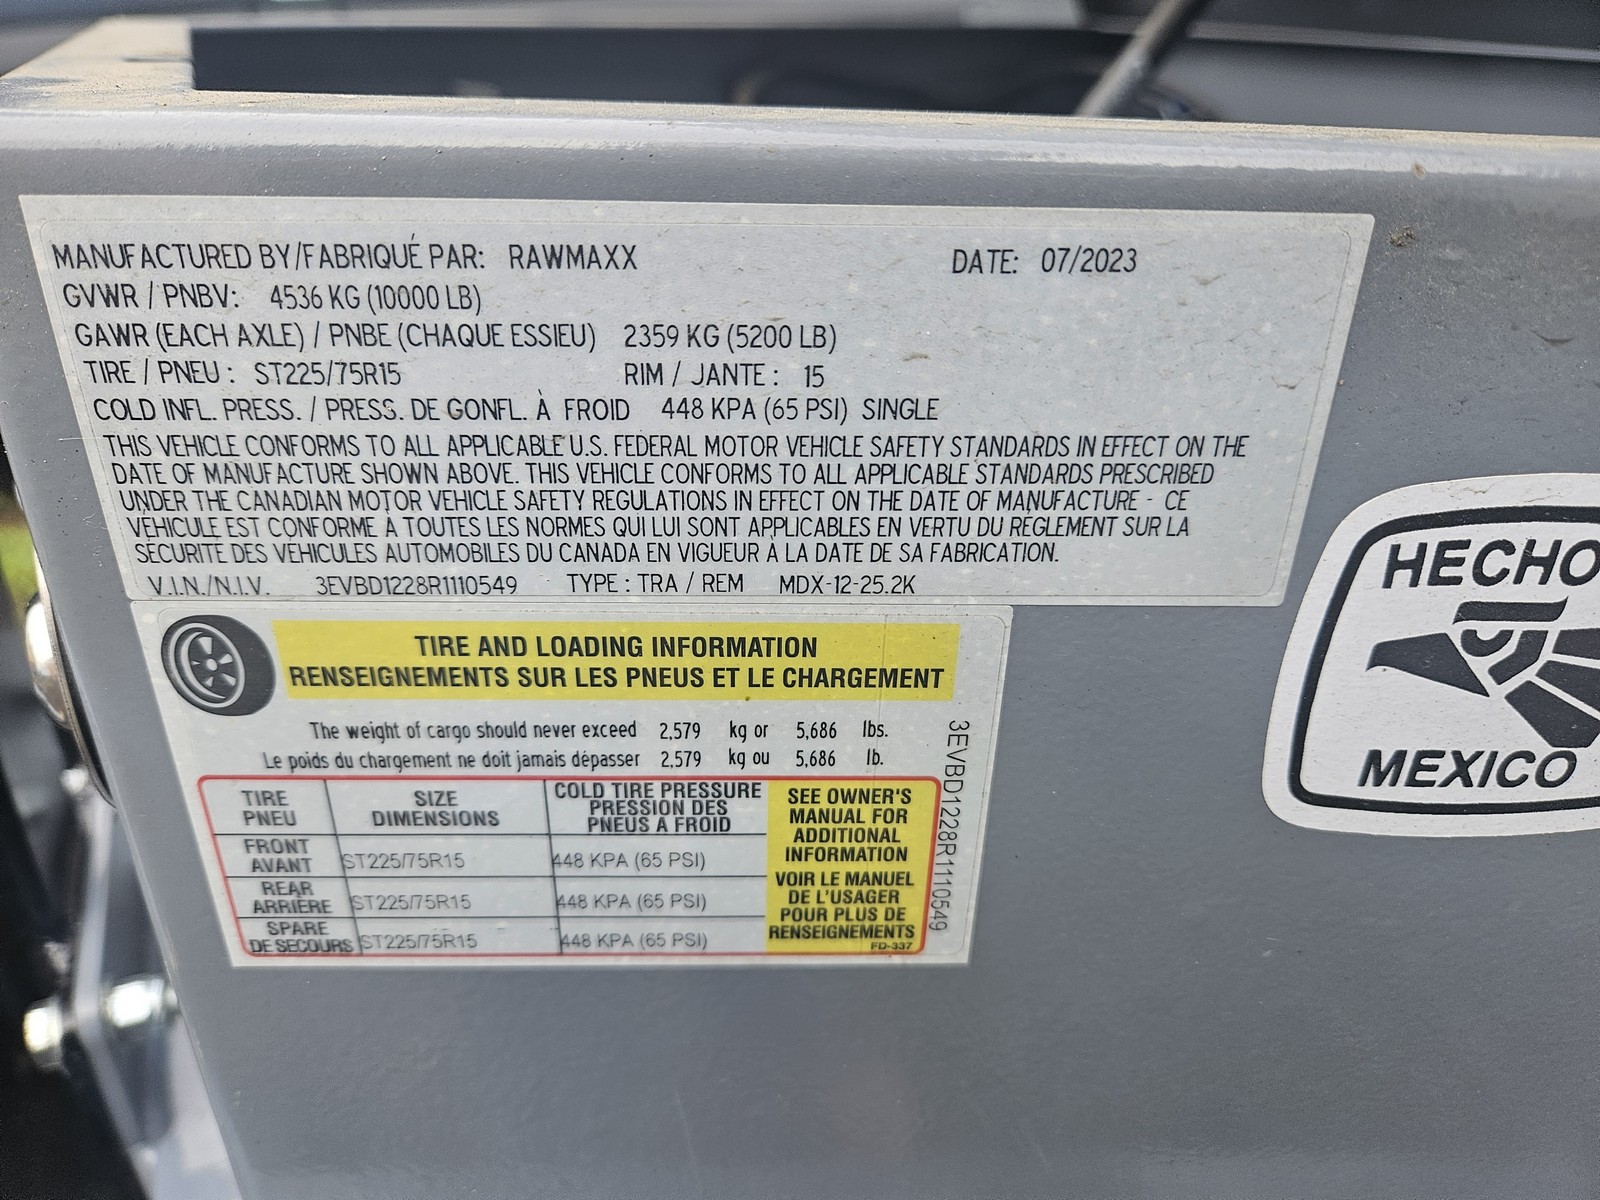 MANUFACTURED BY/FABRIQUÉ PAR: RAWMAXX DATE: 07/2023
GVWR / PNBV: 4536 KG (10000 LB)
GAWR (EACH AXLE) / PNBE (CHAQUE ESSIEU) 2359 KG (5200 LB)
TIRE / PNEU : ST225/75R15 RIM / JANTE : 15
COLD INFL. PRESS. / PRESS. DE GONFL. À FROID 448 KPA (65 PSI) SINGLE
THIS VEHICLE CONFORMS TO ALL APPLICABLE U.S. FEDERAL MOTOR VEHICLE SAFETY STANDARDS IN EFFECT ON THE
DATE OF MANUFACTURE SHOWN ABOVE. THIS VEHICLE CONFORMS TO ALL APPLICABLE STANDARDS PRESCRIBED
UNDER THE CANADIAN MOTOR VEHICLE SAFETY REGULATIONS IN EFFECT ON THE DATE OF MANUFACTURE - CE
VÉHICULE EST CONFORME À TOUTES LES NORMES QUI LUI SONT APPLICABLES EN VERTU DU RÈGLEMENT SUR LA
SÉCURITÉ DES VÉHICULES AUTOMOBILES DU CANADA EN VIGUEUR À LA DATE DE SA FABRICATION.
V.I.N./N.I.V. 3EVBD1228R1110549 TYPE : TRA / REM MDX-12-25.2K
TIRE AND LOADING INFORMATION
RENSEIGNEMENTS SUR LES PNEUS ET LE CHARGEMENT
The weight of cargo should never exceed 2,579 kg or 5,686 lbs.
Le poids du chargement ne doit jamais dépasser 2,579 kg ou 5,686 lb.
TIRE SIZE COLD TIRE PRESSURE
PNEU DIMENSIONS PRESSION DES
PNEUS A FROID
FRONT
AVANT ST225/75R15 448 KPA (65 PSI)
REAR
ARRIÈRE ST225/75R15 448 KPA (65 PSI)
SPARE
DE SECOURS ST225/75R15 448 KPA (65 PSI)
SEE OWNER'S
MANUAL FOR
ADDITIONAL
INFORMATION
VOIR LE MANUEL
DE L'USAGER
POUR PLUS DE
RENSEIGNEMENTS
FD-337
3EVBD1228R1110549
HECHO
MEXICO